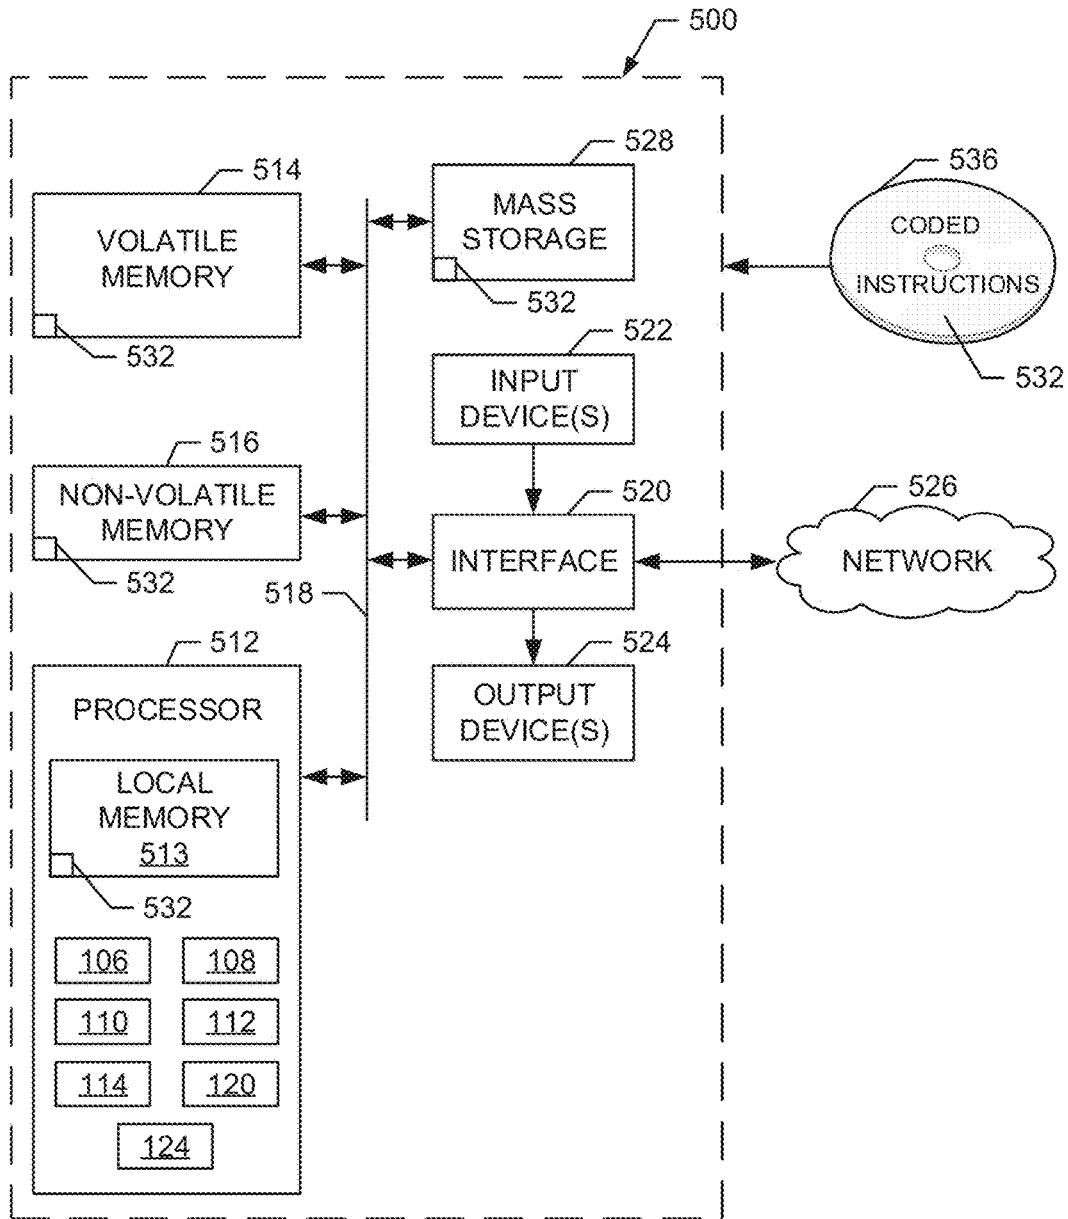 500
514
VOLATILE
MEMORY
532
528
MASS
STORAGE
532
536
CODED
INSTRUCTIONS
532
522
INPUT
DEVICE(S)
516
NON-VOLATILE
MEMORY
532
520
INTERFACE
526
NETWORK
518
524
OUTPUT
DEVICE(S)
512
PROCESSOR
LOCAL
MEMORY
513
532
106
108
110
112
114
120
124